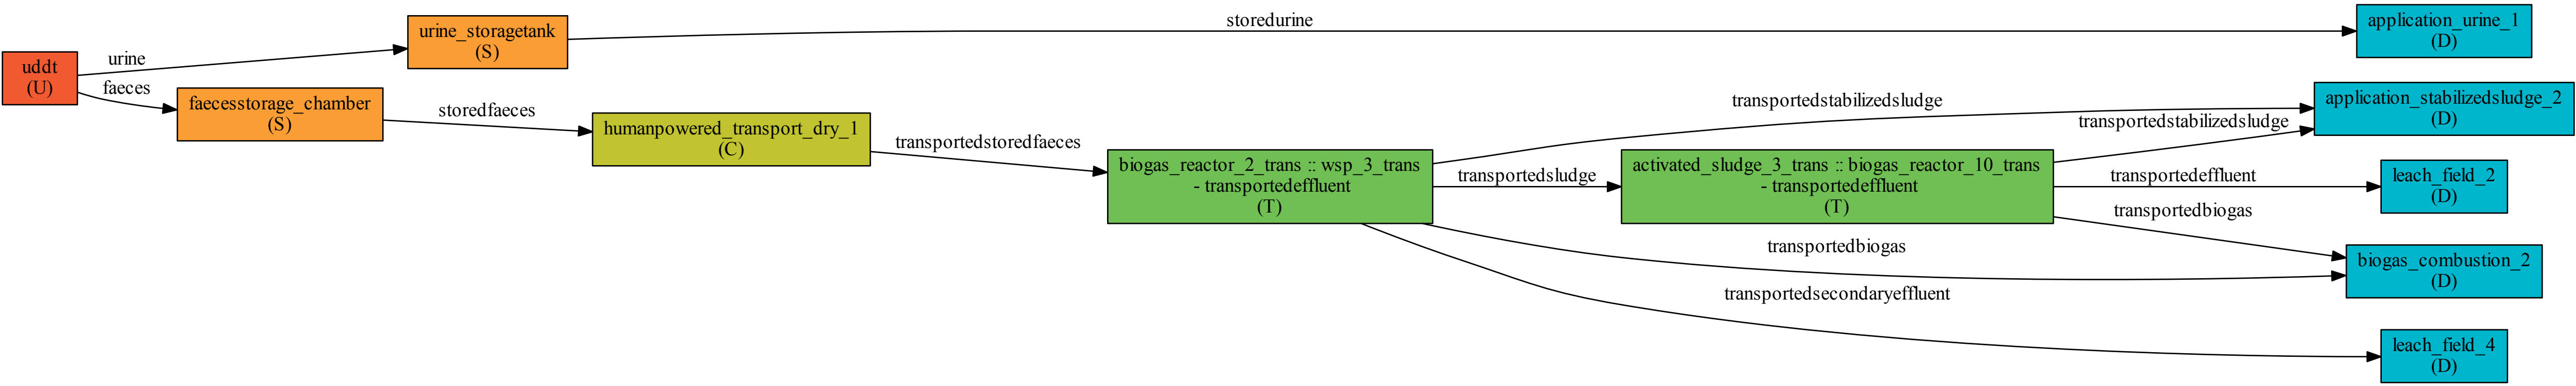 uddt
(U)
urine
faeces
urine_storagetank
(S)
faecesstorage_chamber
(S)
storedurine
storedfaeces
humanpowered_transport_dry_1
(C)
transportedstoredfaeces
biogas_reactor_2_trans :: wsp_3_trans
- transportedeffluent
(T)
transportedstabilizedsludge
transportedsludge
transportedbiogas
transportedsecondaryeffluent
activated_sludge_3_trans :: biogas_reactor_10_trans
- transportedeffluent
(T)
transportedstabilizedsludge
transportedeffluent
transportedbiogas
application_urine_1
(D)
application_stabilizedsludge_2
(D)
leach_field_2
(D)
biogas_combustion_2
(D)
leach_field_4
(D)